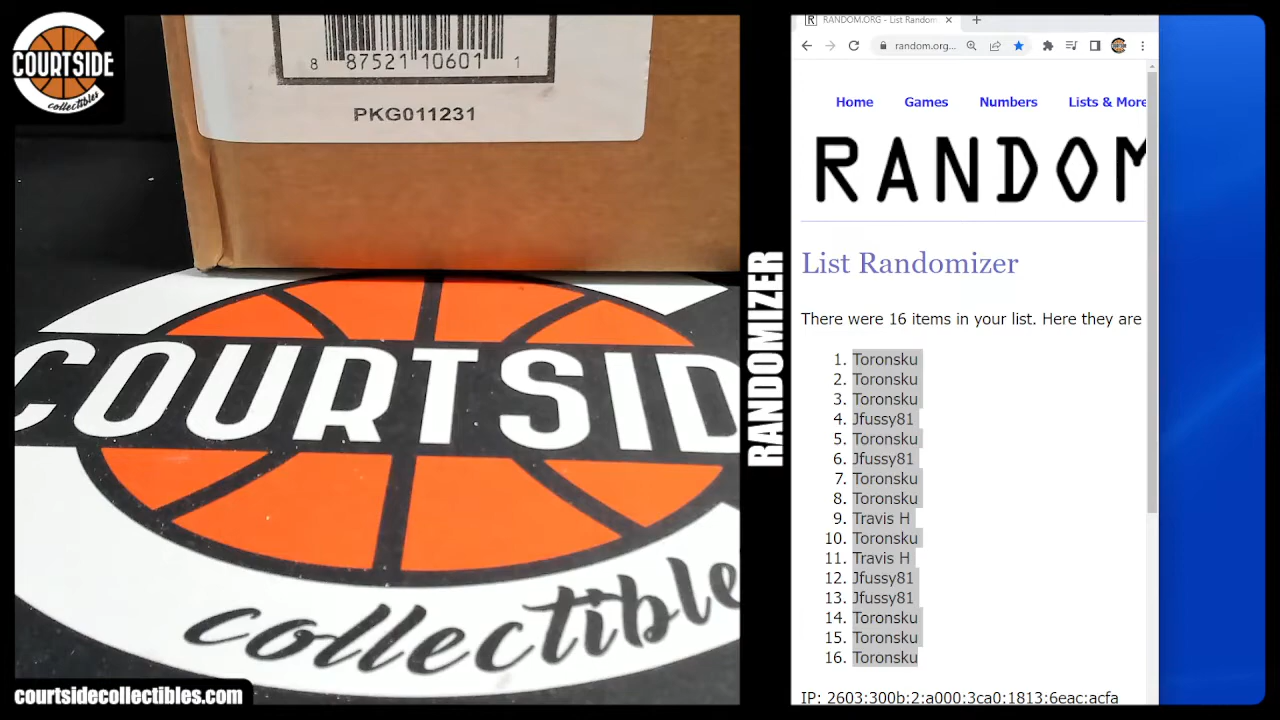 COURTSIDE
collectibles
8 87521 10601 1
PKG011231
COURTSID
collectible
courtsidecollectibles.com
RANDOMIZER
RANDOM.ORG - List Random
random.org...
Home Games Numbers Lists & More
RANDOM
List Randomizer
There were 16 items in your list. Here they are
1. Toronsku
2. Toronsku
3. Toronsku
4. Jfussy81
5. Toronsku
6. Jfussy81
7. Toronsku
8. Toronsku
9. Travis H
10. Toronsku
11. Travis H
12. Jfussy81
13. Jfussy81
14. Toronsku
15. Toronsku
16. Toronsku
IP: 2603:300b:2:a000:3ca0:1813:6eac:acfa